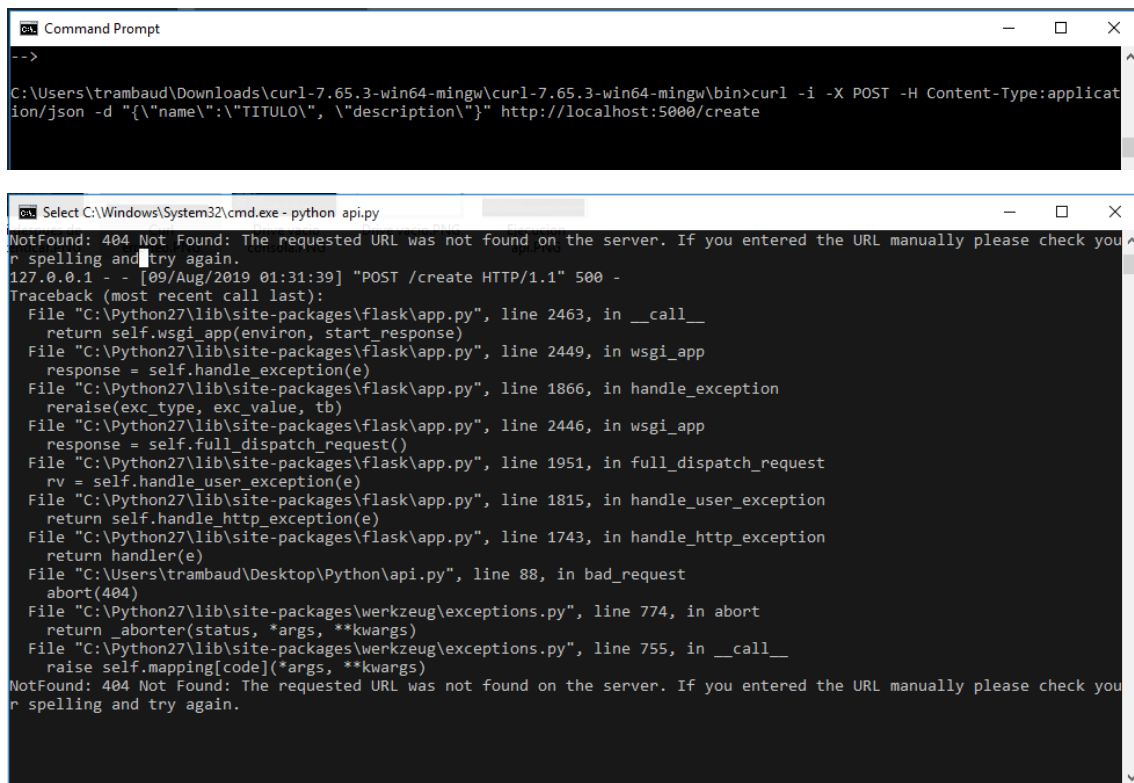 Command Prompt
-->
C:\Users\trambaud\Downloads\curl-7.65.3-win64-mingw\curl-7.65.3-win64-mingw\bin>curl -i -X POST -H Content-Type:applicat
ion/json -d "{\"name\":\"TITULO\", \"description\"}" http://localhost:5000/create
Select C:\Windows\System32\cmd.exe - python  api.py
NotFound: 404 Not Found: The requested URL was not found on the server. If you entered the URL manually please check you
r spelling and try again.
127.0.0.1 - - [09/Aug/2019 01:31:39] "POST /create HTTP/1.1" 500 -
Traceback (most recent call last):
  File "C:\Python27\lib\site-packages\flask\app.py", line 2463, in __call__
    return self.wsgi_app(environ, start_response)
  File "C:\Python27\lib\site-packages\flask\app.py", line 2449, in wsgi_app
    response = self.handle_exception(e)
  File "C:\Python27\lib\site-packages\flask\app.py", line 1866, in handle_exception
    reraise(exc_type, exc_value, tb)
  File "C:\Python27\lib\site-packages\flask\app.py", line 2446, in wsgi_app
    response = self.full_dispatch_request()
  File "C:\Python27\lib\site-packages\flask\app.py", line 1951, in full_dispatch_request
    rv = self.handle_user_exception(e)
  File "C:\Python27\lib\site-packages\flask\app.py", line 1815, in handle_user_exception
    return self.handle_http_exception(e)
  File "C:\Python27\lib\site-packages\flask\app.py", line 1743, in handle_http_exception
    return handler(e)
  File "C:\Users\trambaud\Desktop\Python\api.py", line 88, in bad_request
    abort(404)
  File "C:\Python27\lib\site-packages\werkzeug\exceptions.py", line 774, in abort
    return _aborter(status, *args, **kwargs)
  File "C:\Python27\lib\site-packages\werkzeug\exceptions.py", line 755, in __call__
    raise self.mapping[code](*args, **kwargs)
NotFound: 404 Not Found: The requested URL was not found on the server. If you entered the URL manually please check you
r spelling and try again.